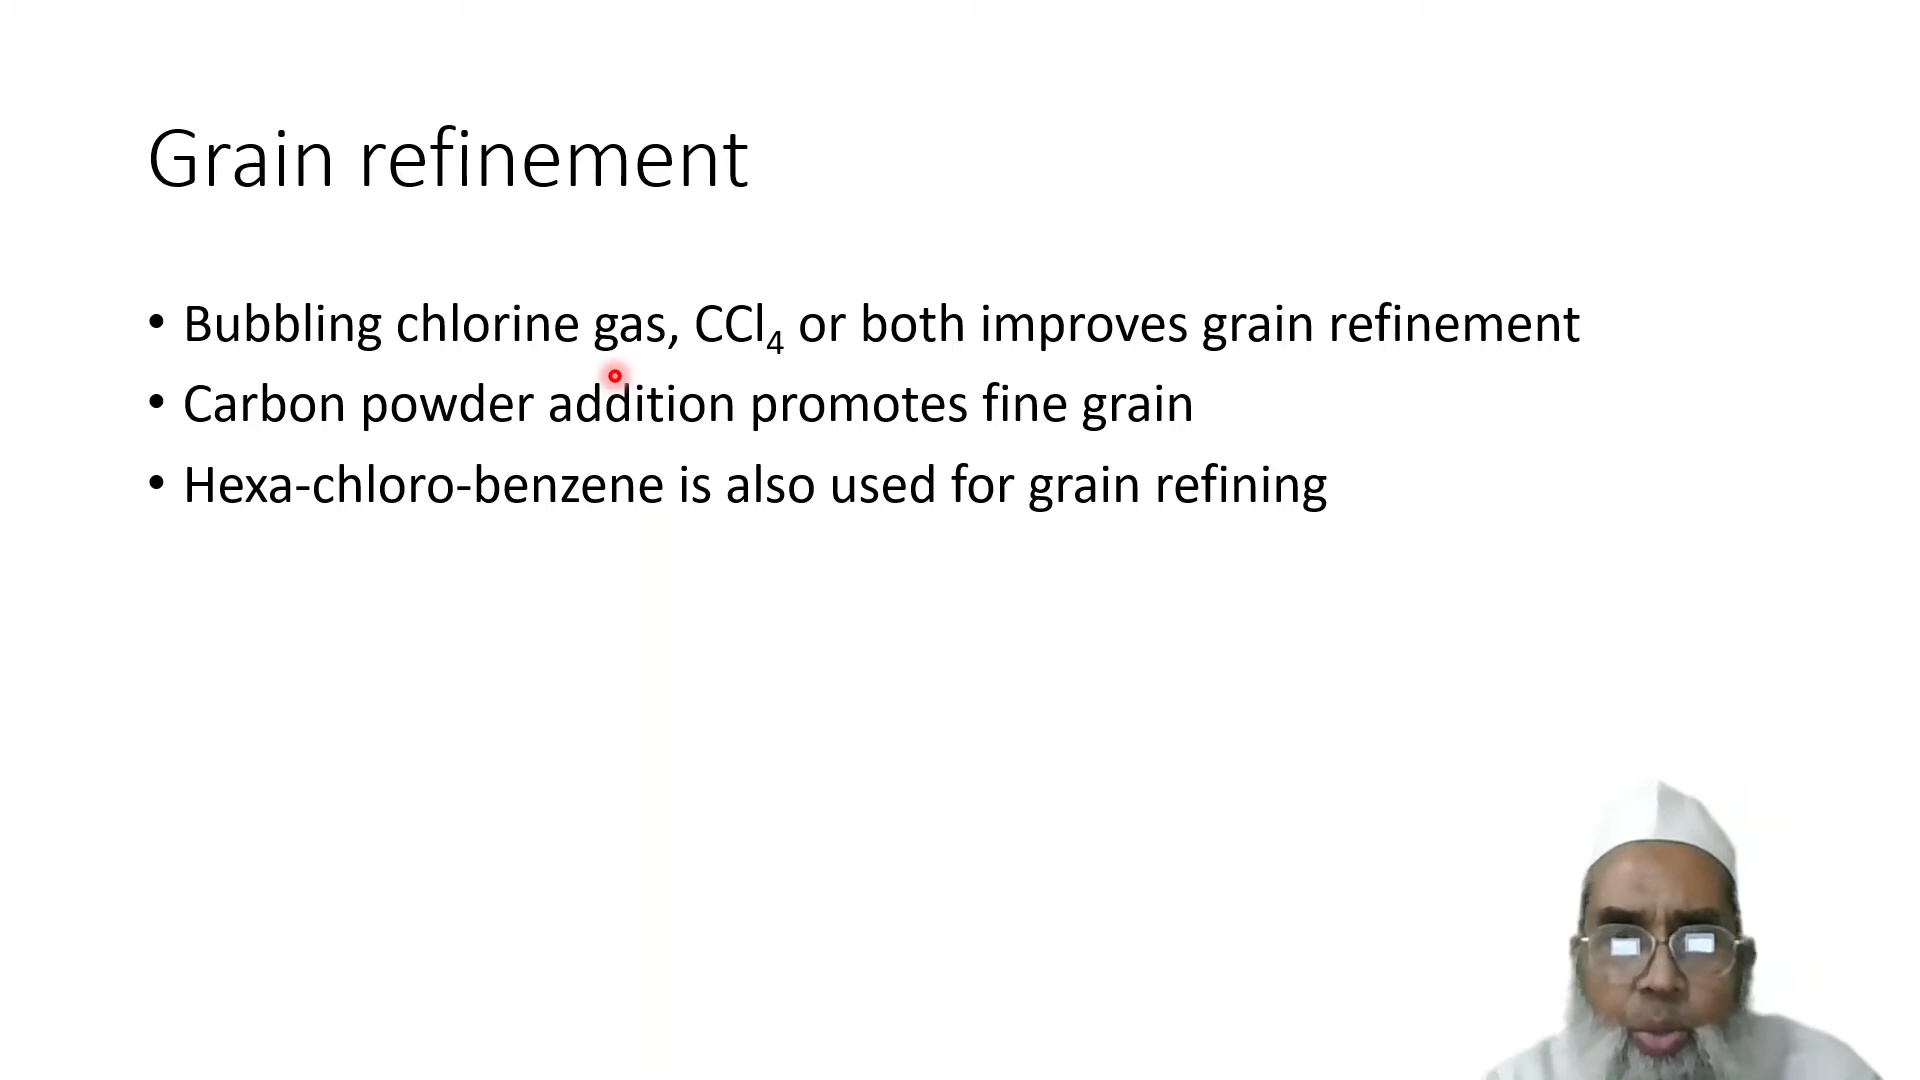 Grain refinement
• Bubbling chlorine gas, CCl₄ or both improves grain refinement
• Carbon powder addition promotes fine grain
• Hexa-chloro-benzene is also used for grain refining